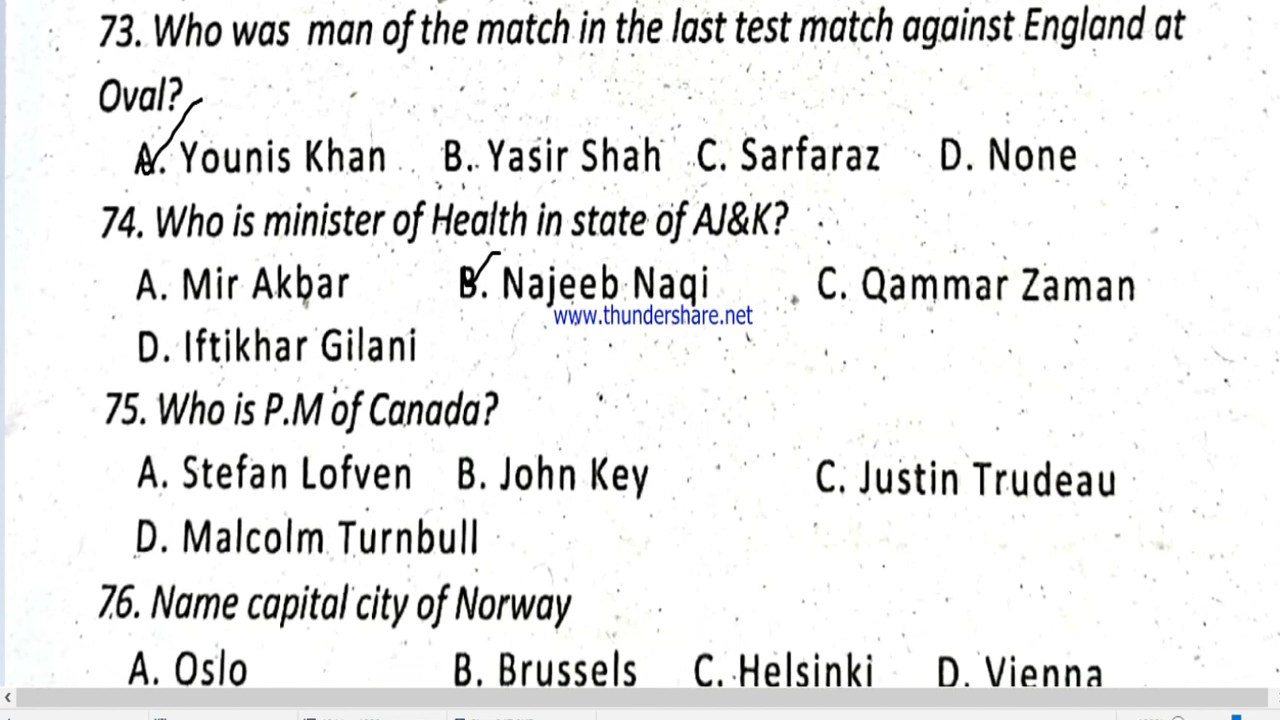 73. Who was man of the match in the last test match against England at
Oval?
A. Younis Khan B. Yasir Shah C. Sarfaraz D. None
74. Who is minister of Health in state of AJ&K?
A. Mir Akbar B. Najeeb Naqi C. Qammar Zaman
www.thundershare.net
D. Iftikhar Gilani
75. Who is P.M of Canada?
A. Stefan Lofven B. John Key C. Justin Trudeau
D. Malcolm Turnbull
76. Name capital city of Norway
A. Oslo B. Brussels C. Helsinki D. Vienna